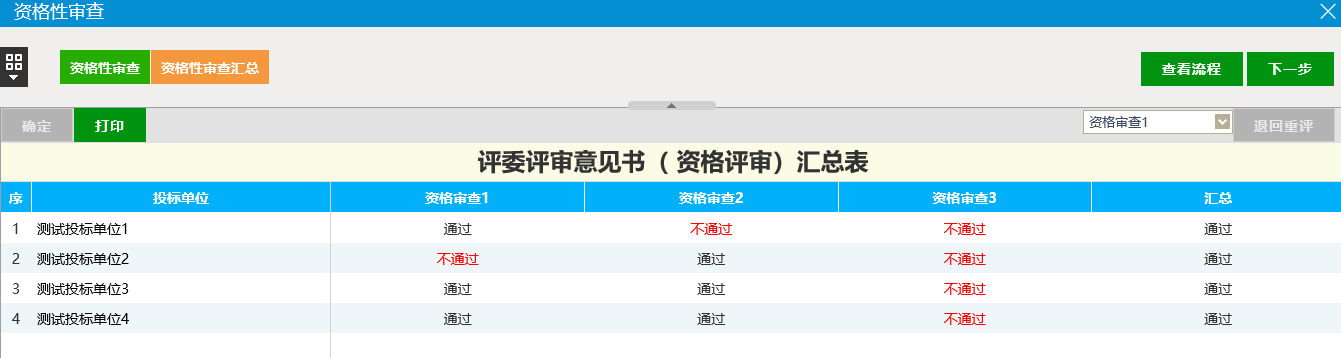 资格性审查
资格性审查 资格性审查汇总 查看流程 下一步
确定 打印 资格审查1 退回重评
评委评审意见书（ 资格评审）汇总表
序 投标单位 资格审查1 资格审查2 资格审查3 汇总
1 测试投标单位1 通过 不通过 不通过 通过
2 测试投标单位2 不通过 通过 不通过 通过
3 测试投标单位3 通过 通过 不通过 通过
4 测试投标单位4 通过 通过 不通过 通过